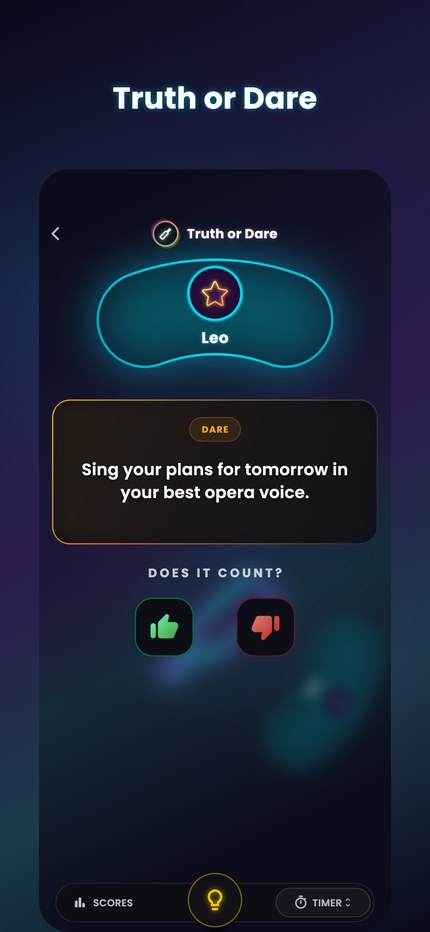 Truth or Dare
Truth or Dare
Leo
DARE
Sing your plans for tomorrow in
your best opera voice.
DOES IT COUNT?
SCORES
TIMER